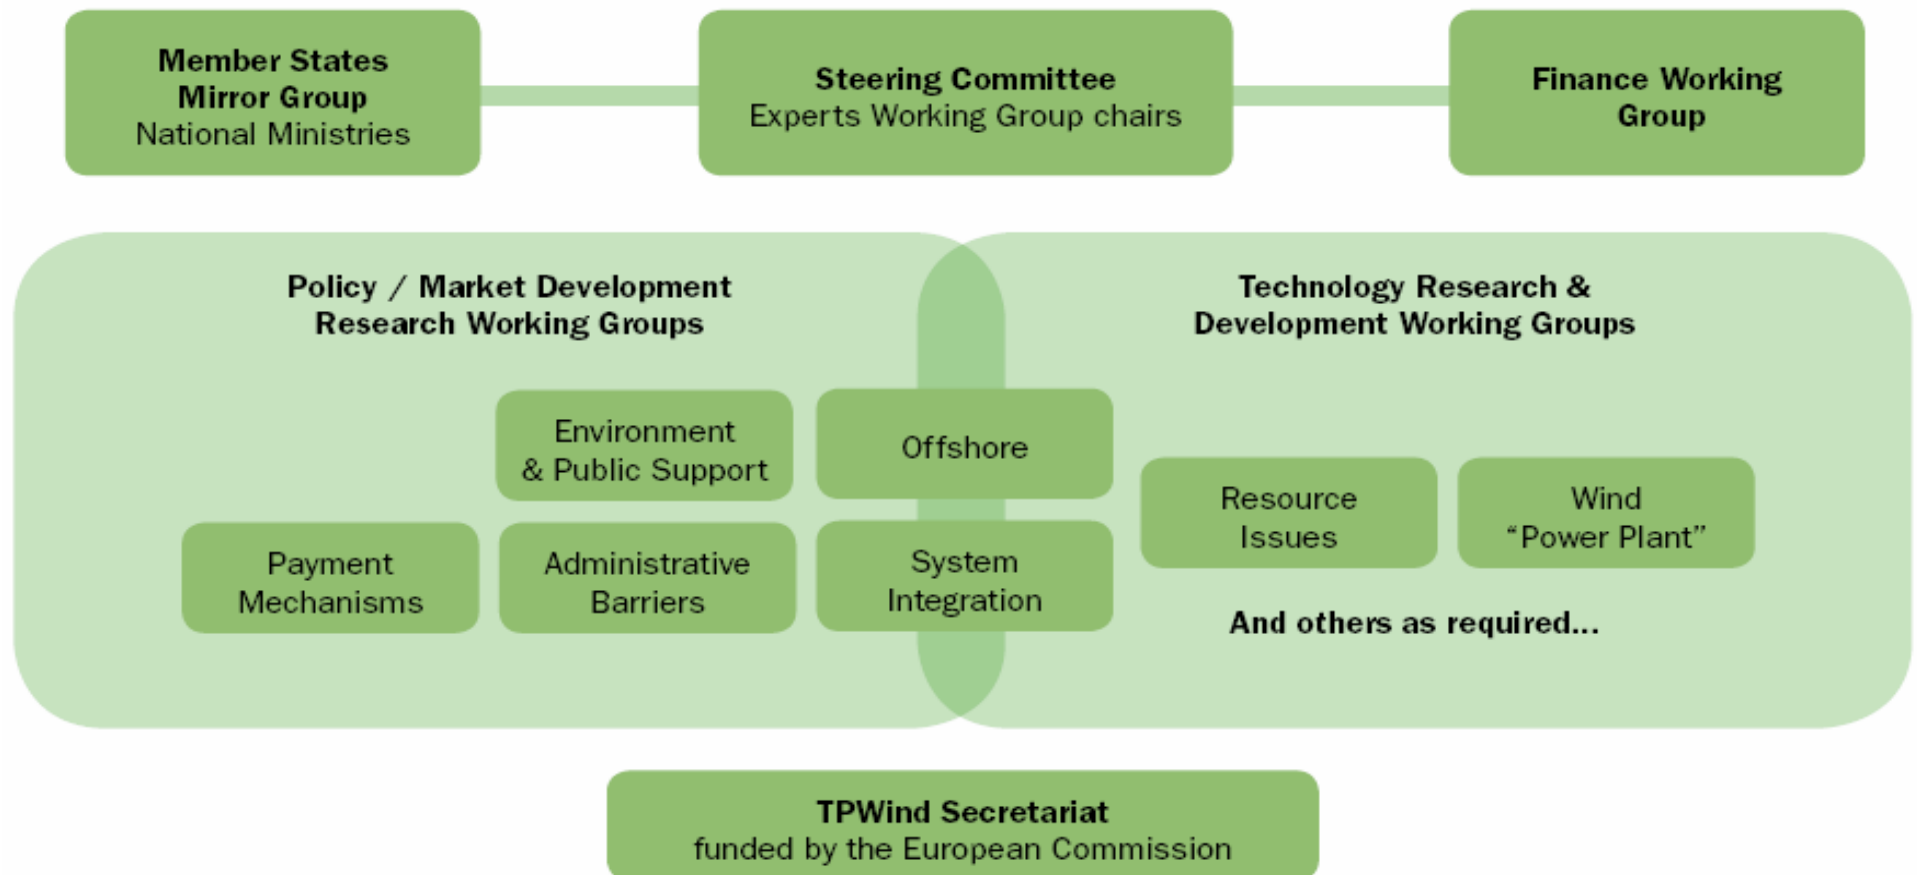 Member States
Mirror Group
National Ministries
Steering Committee
Experts Working Group chairs
Finance Working
Group
Policy / Market Development
Research Working Groups
Technology Research &
Development Working Groups
Environment
& Public Support
Offshore
Resource
Issues
Wind
“Power Plant”
Payment
Mechanisms
Administrative
Barriers
System
Integration
And others as required...
TPWind Secretariat
funded by the European Commission